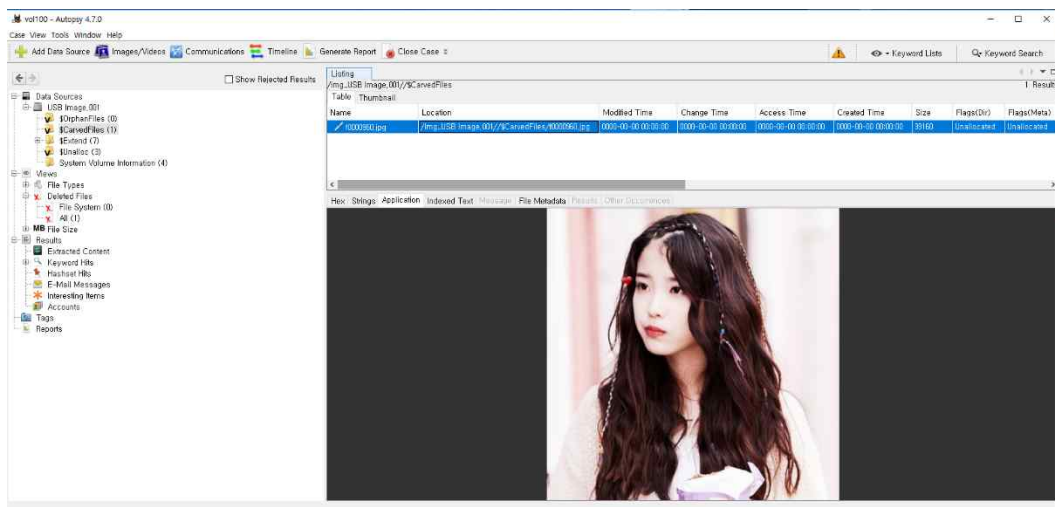 vol100 - Autopsy 4.7.0
Case View Tools Window Help
Add Data Source Images/Videos Communications Timeline Generate Report Close Case Keyword Lists Keyword Search
Show Rejected Results
Data Sources
USB Image.001
$OrphanFiles (0)
$CarvedFiles (1)
$Extend (7)
$Unalloc (3)
System Volume Information (4)
Views
File Types
Deleted Files
File System (0)
All (1)
MB File Size
Results
Extracted Content
Keyword Hits
Hashset Hits
E-Mail Messages
Interesting Items
Accounts
Tags
Reports
Listing
/img_USB Image.001//$CarvedFiles
1 Result
Table Thumbnail
Name Location Modified Time Change Time Access Time Created Time Size Flags(Dir) Flags(Meta)
f0000960.jpg /img_USB Image.001//$CarvedFiles/f0000960.jpg 0000-00-00 00:00:00 0000-00-00 00:00:00 0000-00-00 00:00:00 0000-00-00 00:00:00 39160 Unallocated Unallocated
Hex Strings Application Indexed Text Message File Metadata Results Other Occurrences